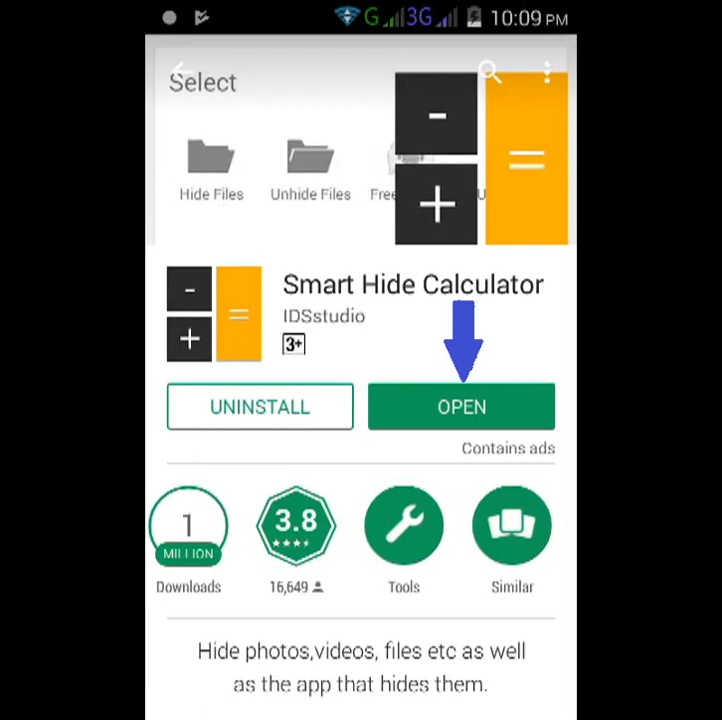 G 3G 10:09 PM
Select
Hide Files Unhide Files Free
Smart Hide Calculator
IDSstudio
3+
UNINSTALL OPEN
Contains ads
1 MILLION 3.8
Downloads 16,649 Tools Similar
Hide photos,videos, files etc as well
as the app that hides them.